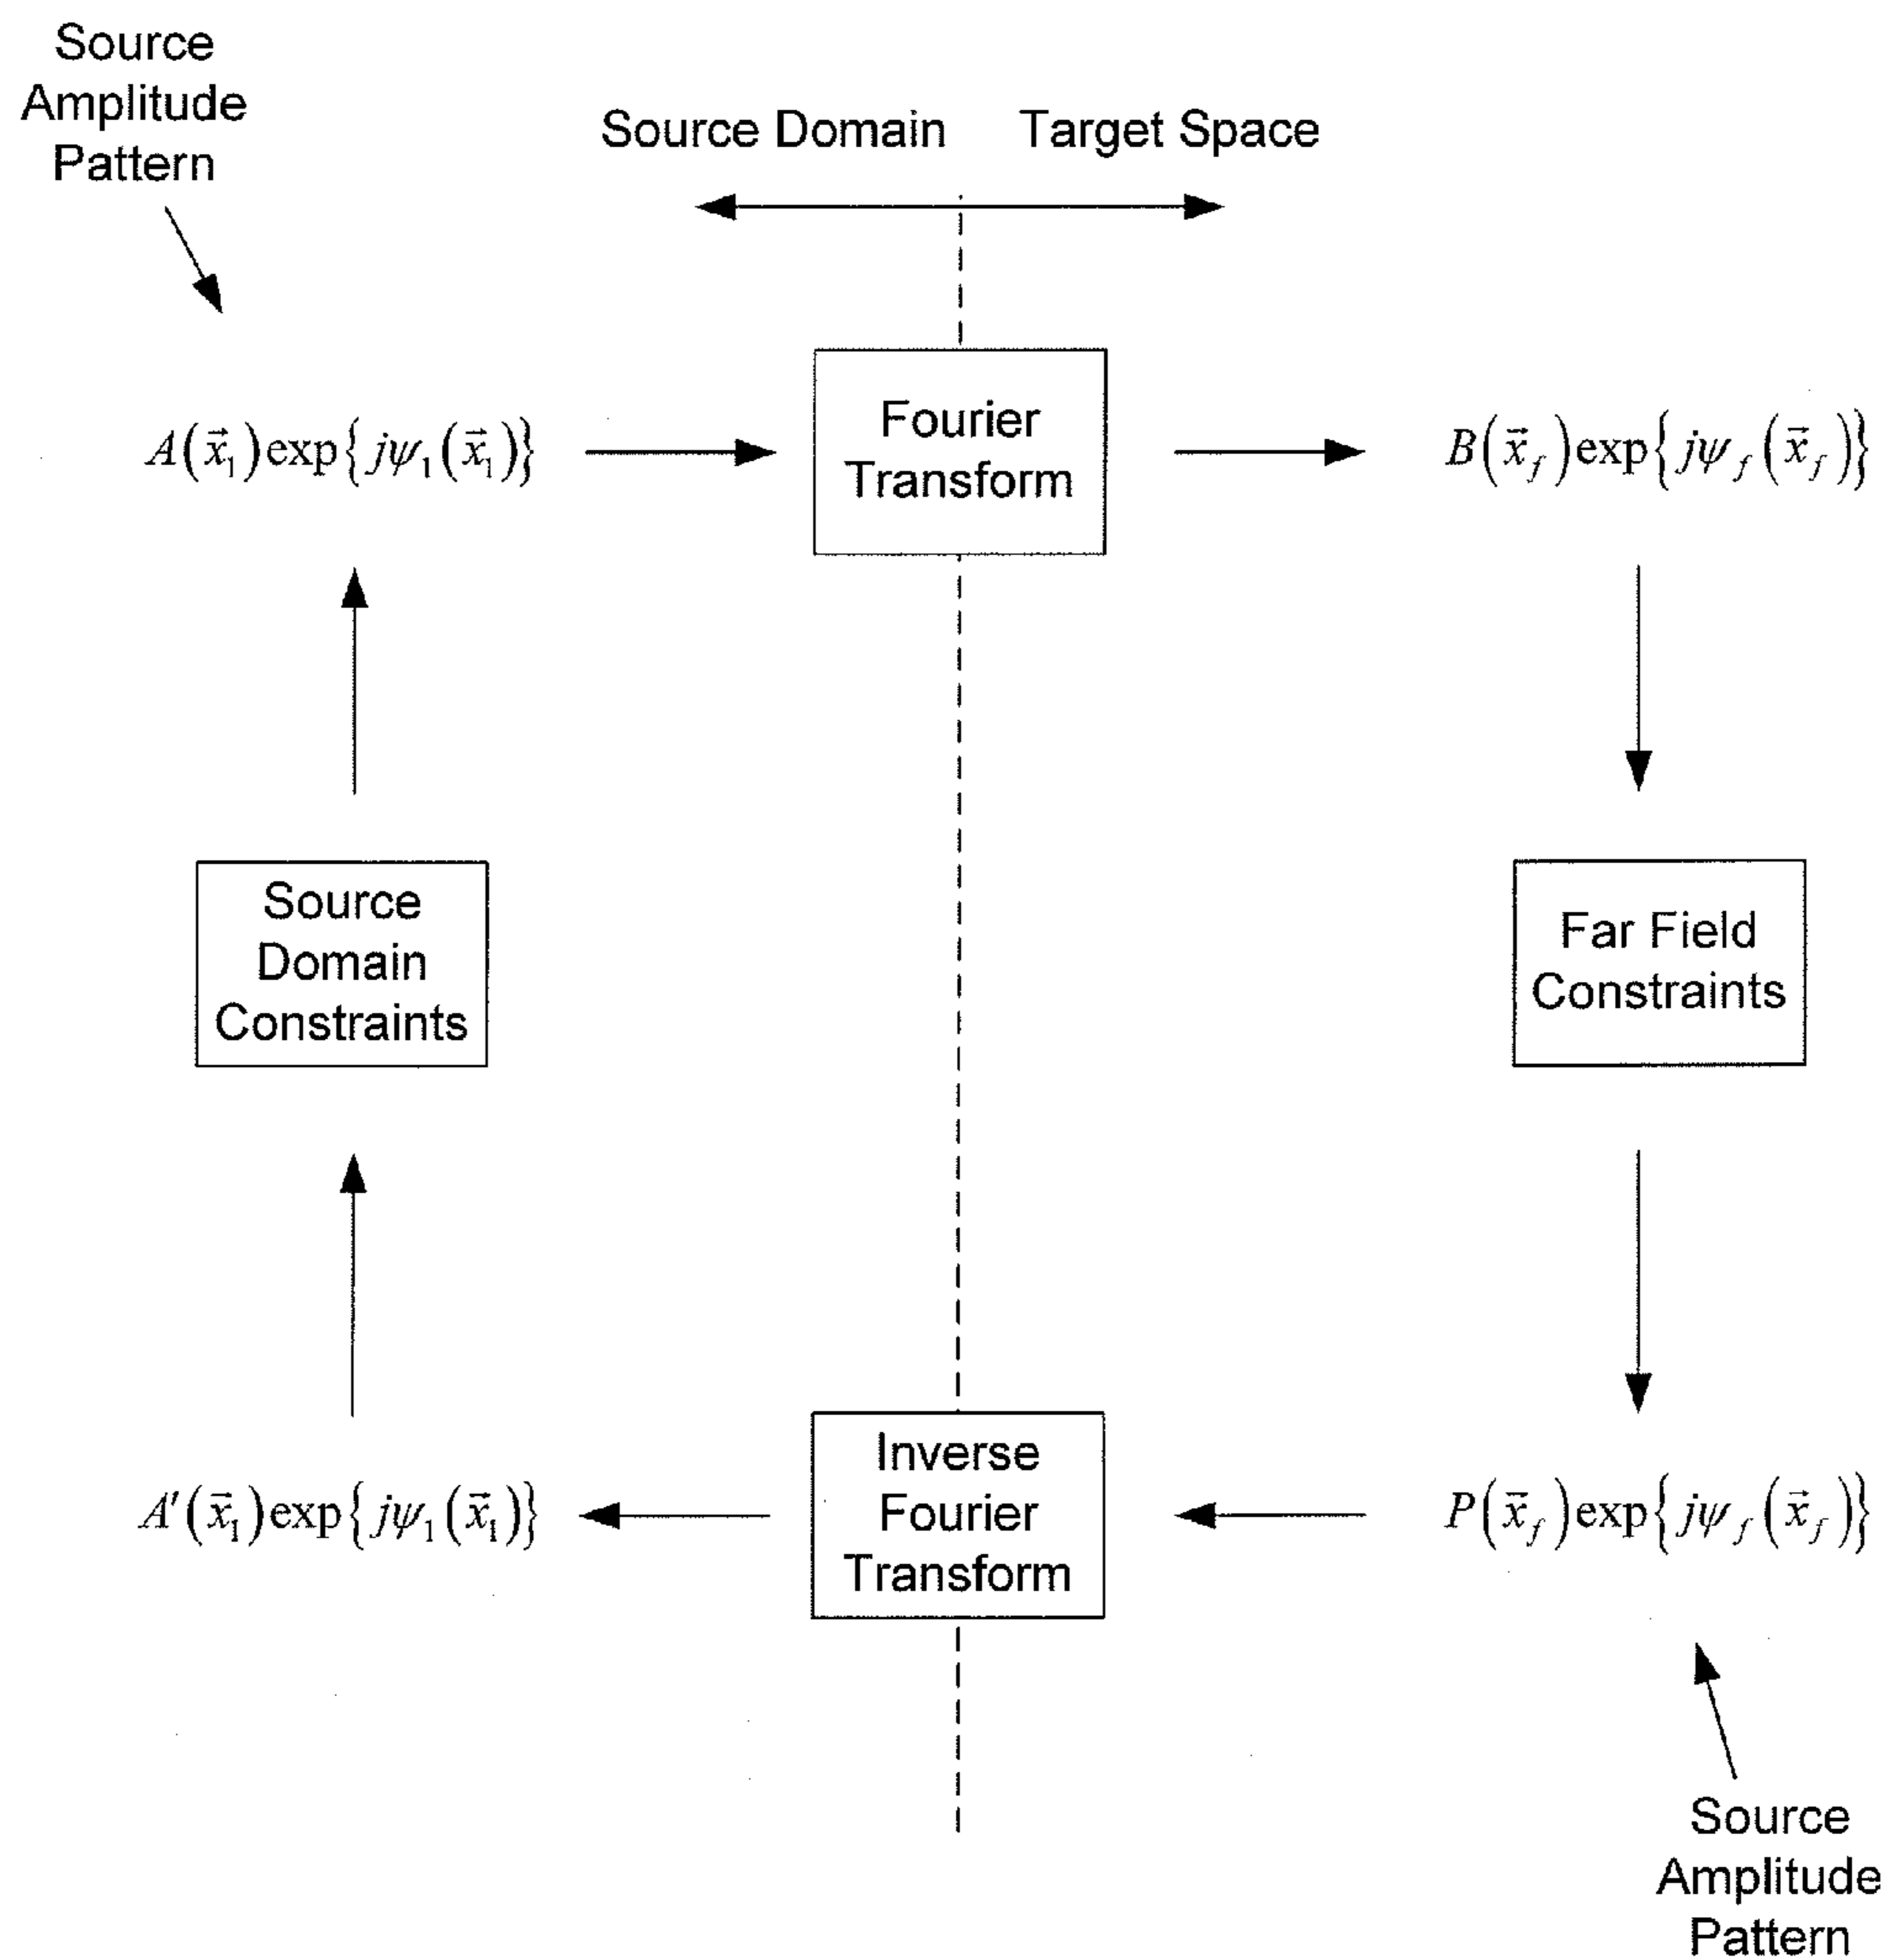 Source
Amplitude
Pattern
Source Domain Target Space
A(x⃗₁)exp{jψ₁(x⃗₁)}
Fourier
Transform
B(x⃗_f)exp{jψ_f(x⃗_f)}
Source
Domain
Constraints
Far Field
Constraints
A′(x⃗₁)exp{jψ₁(x⃗₁)}
Inverse
Fourier
Transform
P(x⃗_f)exp{jψ_f(x⃗_f)}
Source
Amplitude
Pattern